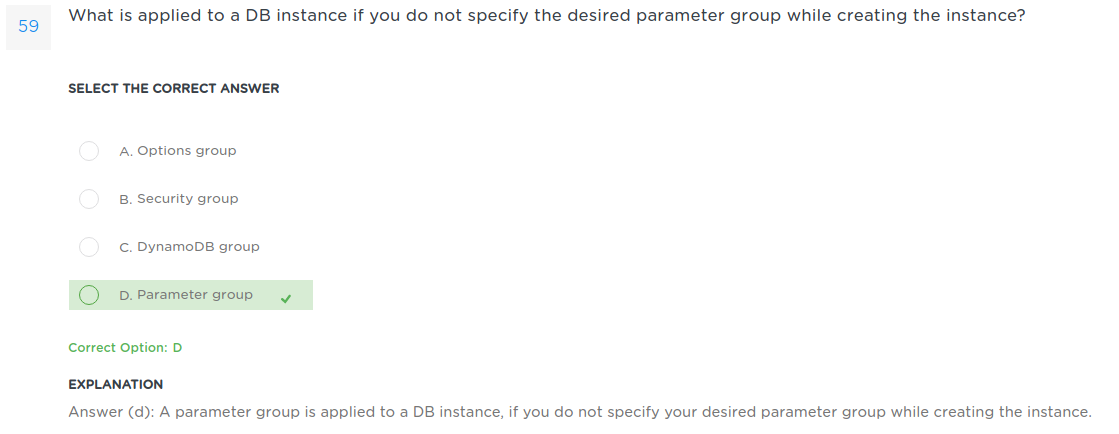 59
What is applied to a DB instance if you do not specify the desired parameter group while creating the instance?
SELECT THE CORRECT ANSWER
A. Options group
B. Security group
C. DynamoDB group
D. Parameter group
Correct Option: D
EXPLANATION
Answer (d): A parameter group is applied to a DB instance, if you do not specify your desired parameter group while creating the instance.